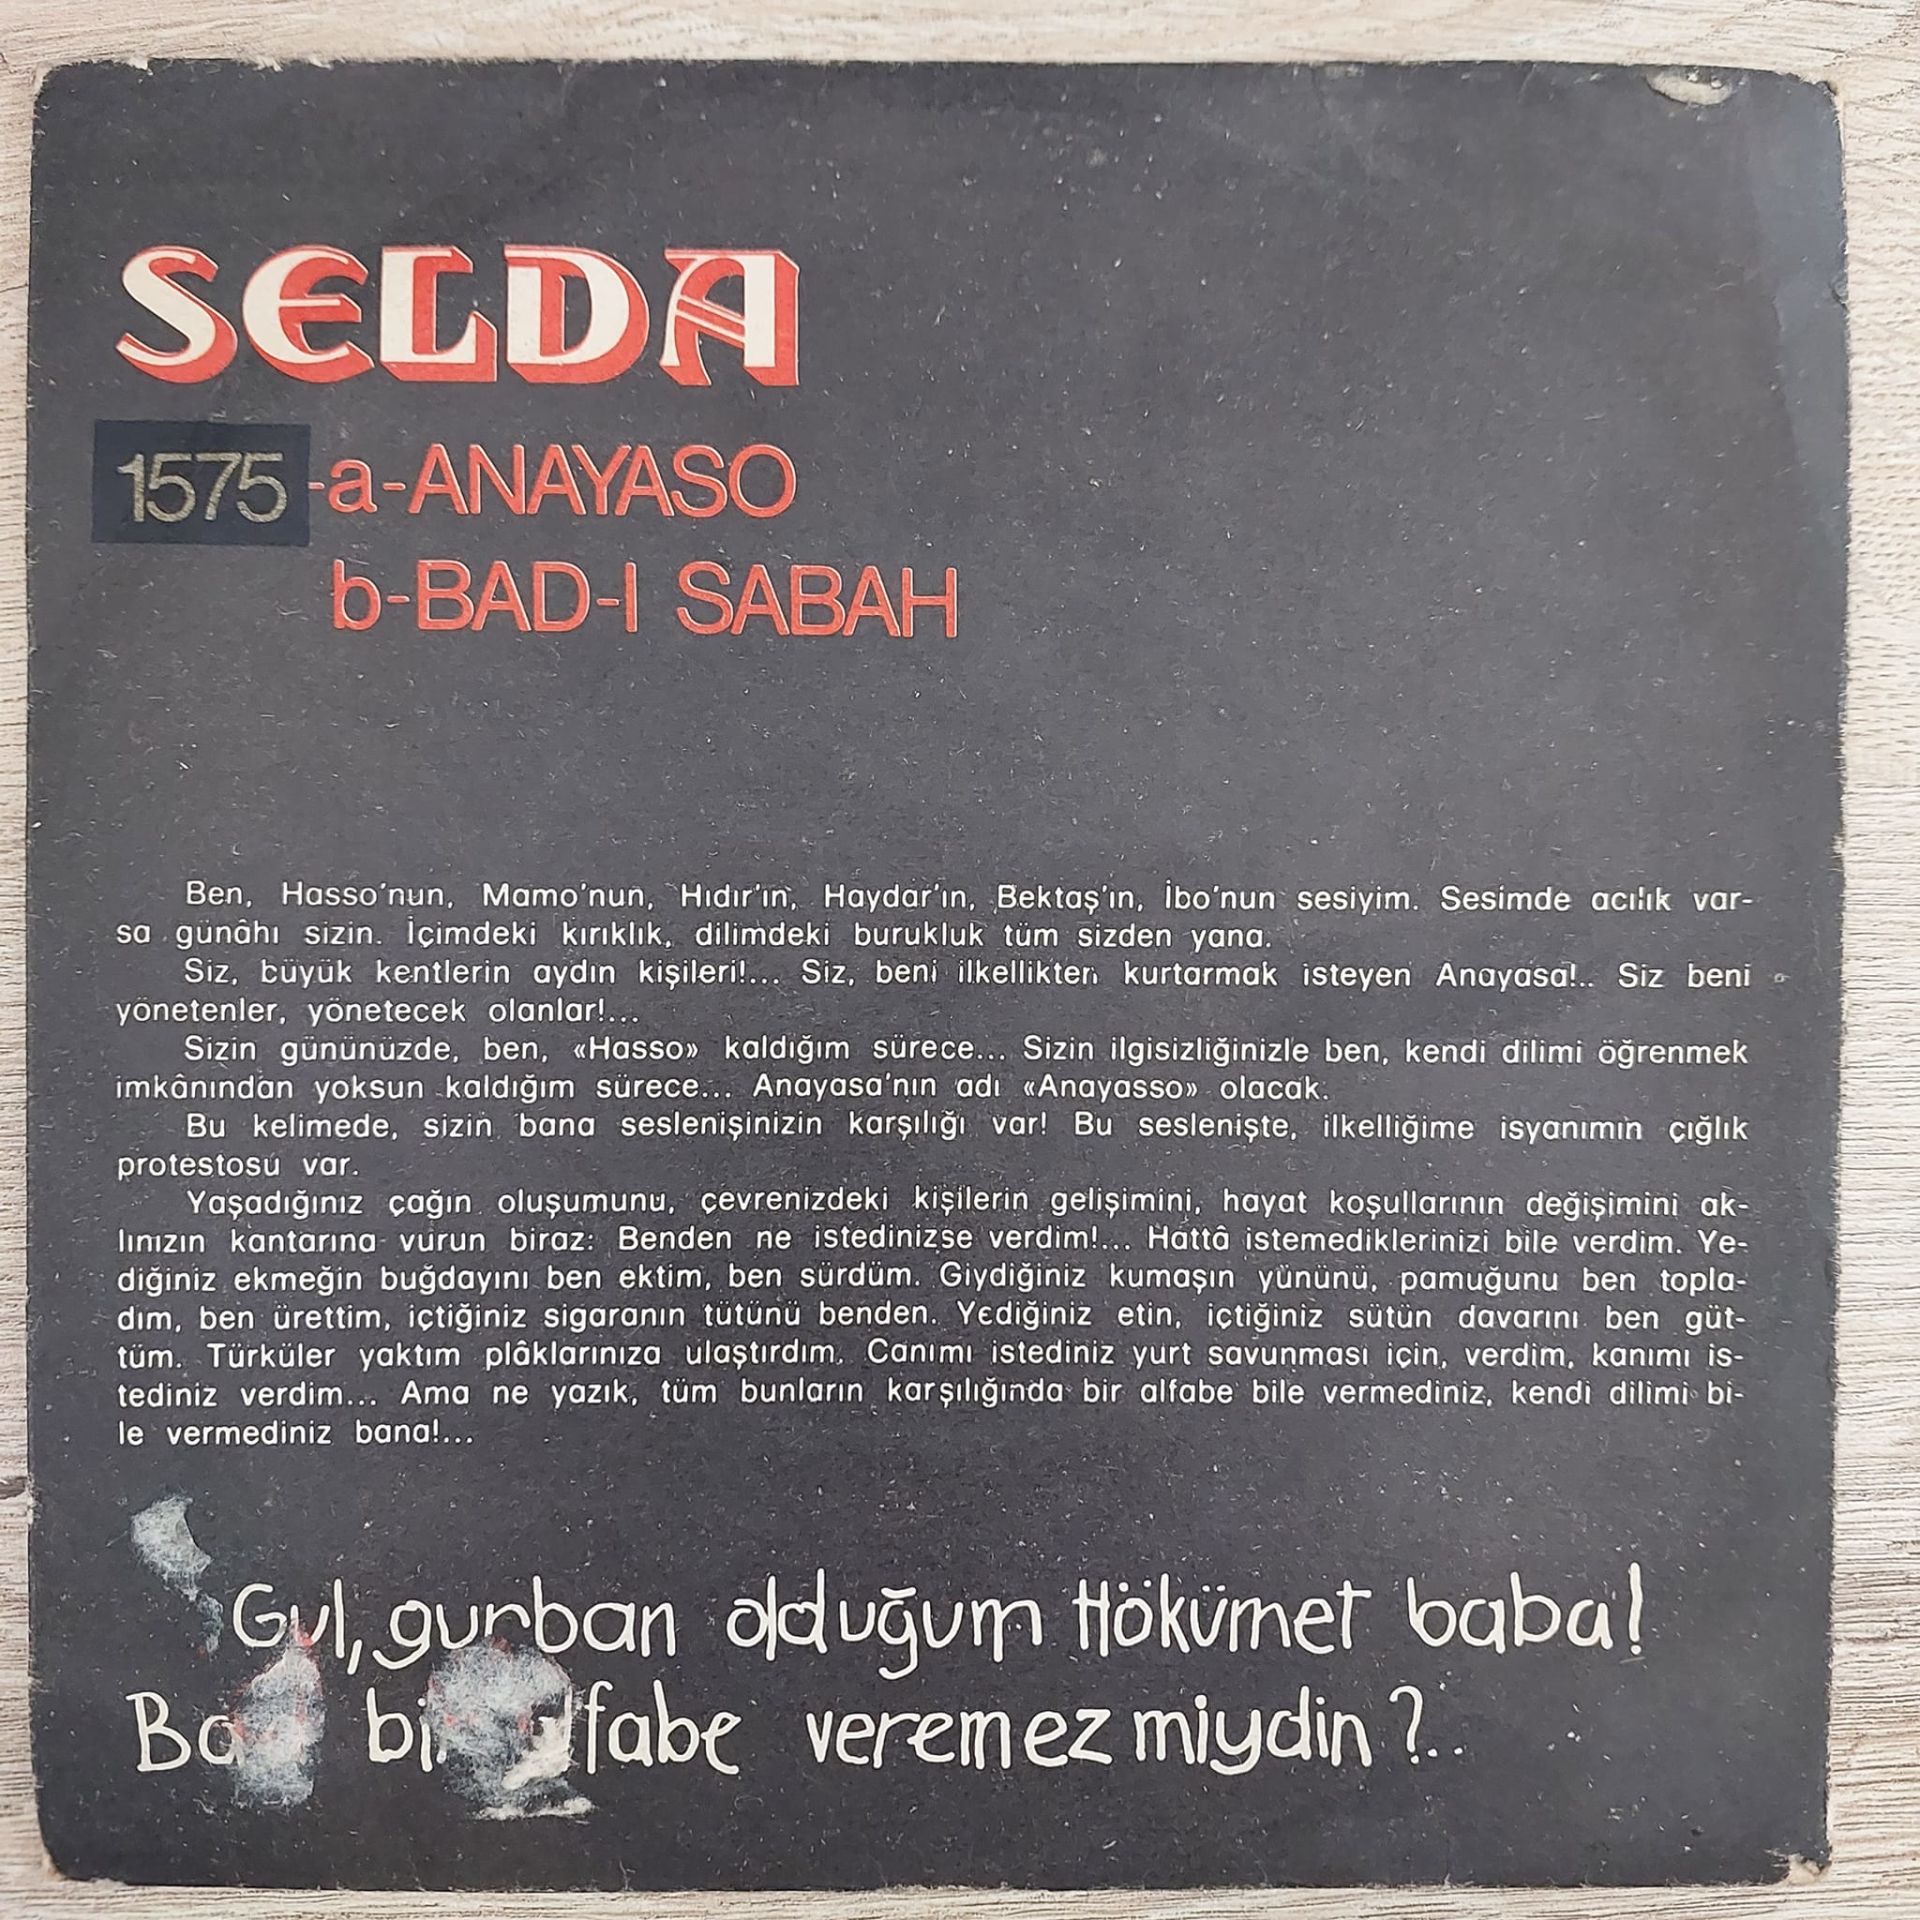 SELDA
1575-a-ANAYASO
b-BAD-I SABAH
Ben, Hasso'nun, Mamo'nun, Hıdır'ın, Haydar'ın, Bektaş'ın, İbo'nun sesiyim. Sesimde acılık var-
sa günâhı sizin. İçimdeki kırıklık, dilimdeki burukluk tüm sizden yana.
Siz, büyük kentlerin aydın kişileri!... Siz, beni ilkellikten kurtarmak isteyen Anayasa!.. Siz beni
yönetenler, yönetecek olanlar!...
Sizin gününüzde, ben, «Hasso» kaldığım sürece... Sizin ilgisizliğinizle ben, kendi dilimi öğrenmek
imkânından yoksun kaldığım sürece... Anayasa'nın adı «Anayasso» olacak.
Bu kelimede, sizin bana seslenişinizin karşılığı var! Bu seslenişte, ilkelliğime isyanımın çığlık
protestosu var.
Yaşadığınız çağın oluşumunu, çevrenizdeki kişilerin gelişimini, hayat koşullarının değişimini ak-
lınızın kantarına vurun biraz: Benden ne istedinizse verdim!... Hattâ istemediklerinizi bile verdim. Ye-
diğiniz ekmeğin buğdayını ben ektim, ben sürdüm. Giydiğiniz kumaşın yününü, pamuğunu ben topla-
dım, ben ürettim, içtiğiniz sigaranın tütünü benden. Yediğiniz etin, içtiğiniz sütün davarını ben güt-
tüm. Türküler yaktım plâklarınıza ulaştırdım. Canımı istediniz yurt savunması için, verdim, kanımı is-
tediniz verdim... Ama ne yazık, tüm bunların karşılığında bir alfabe bile vermediniz, kendi dilimi bi-
le vermediniz bana!...
Gul, gurban olduğum Hökümet baba!
veremez miydin?..